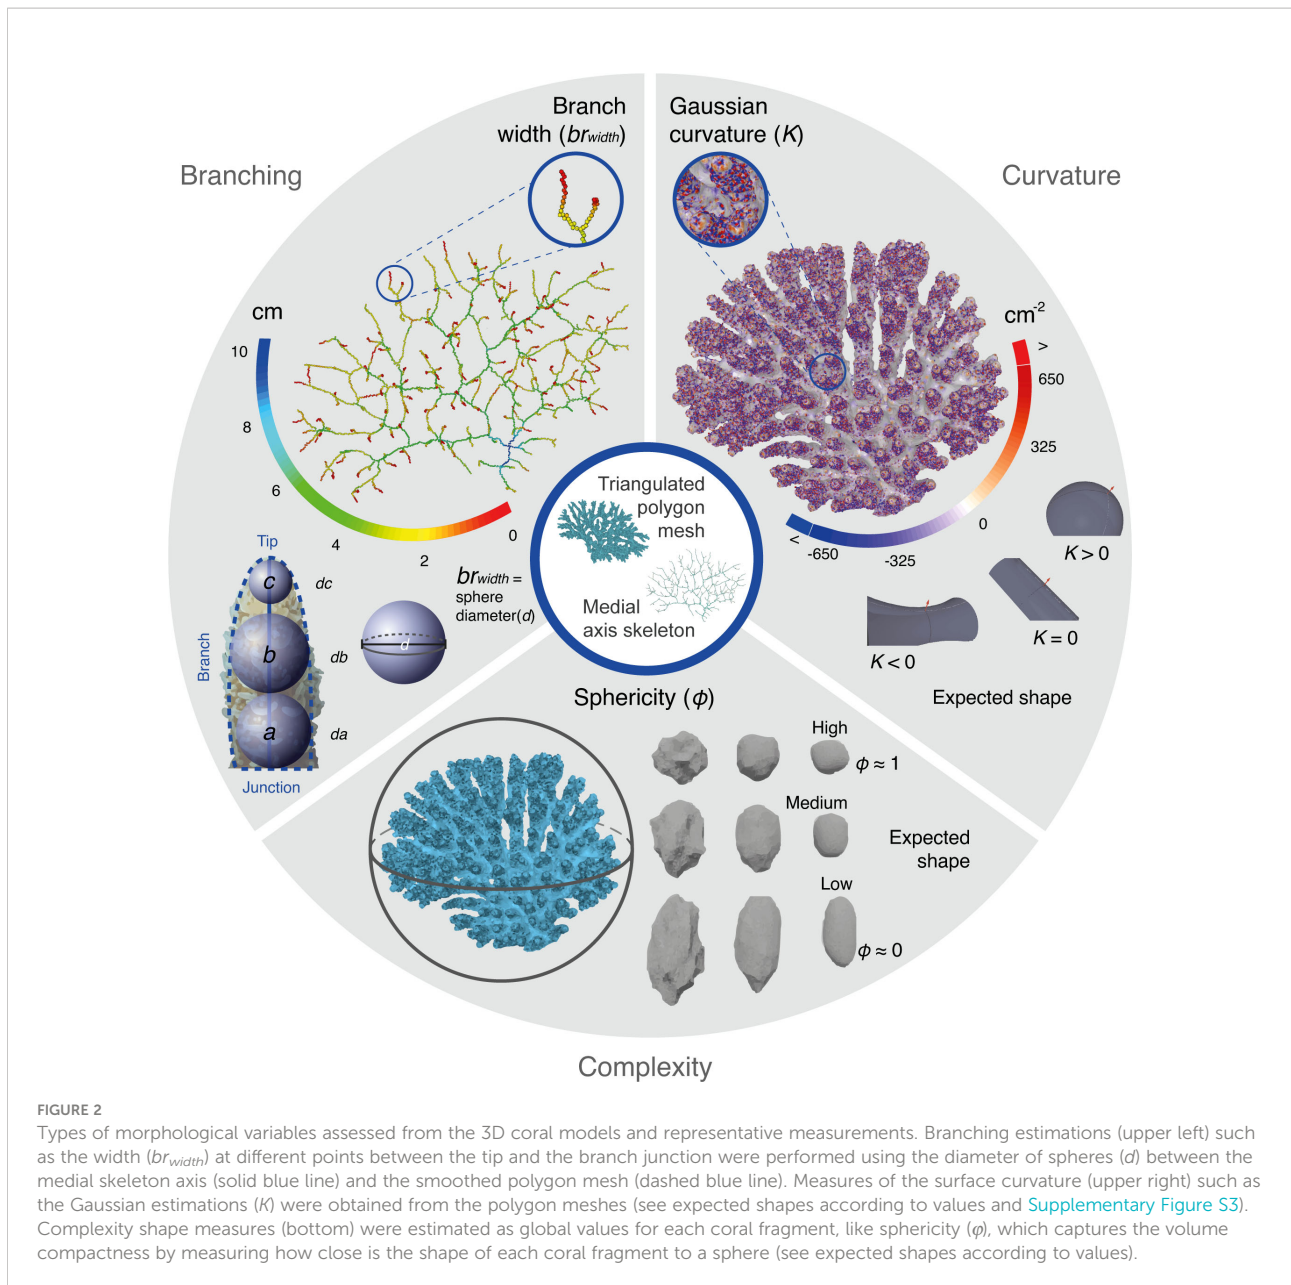 Branching
Branch
width (brwidth)
cm
10
8
6
4
2
0
Tip
c
dc
b
db
a
da
Branch
Junction
d
brwidth =
sphere
diameter(d)
Gaussian
curvature (K)
Curvature
cm-2
>
650
325
0
-325
-650
<
K > 0
K = 0
K < 0
Expected shape
Triangulated
polygon
mesh
Medial
axis skeleton
Sphericity (ϕ)
High
ϕ ≈ 1
Medium
Expected
shape
Low
ϕ ≈ 0
Complexity
FIGURE 2
Types of morphological variables assessed from the 3D coral models and representative measurements. Branching estimations (upper left) such
as the width (brwidth) at different points between the tip and the branch junction were performed using the diameter of spheres (d) between the
medial skeleton axis (solid blue line) and the smoothed polygon mesh (dashed blue line). Measures of the surface curvature (upper right) such as
the Gaussian estimations (K) were obtained from the polygon meshes (see expected shapes according to values and Supplementary Figure S3).
Complexity shape measures (bottom) were estimated as global values for each coral fragment, like sphericity (φ), which captures the volume
compactness by measuring how close is the shape of each coral fragment to a sphere (see expected shapes according to values).